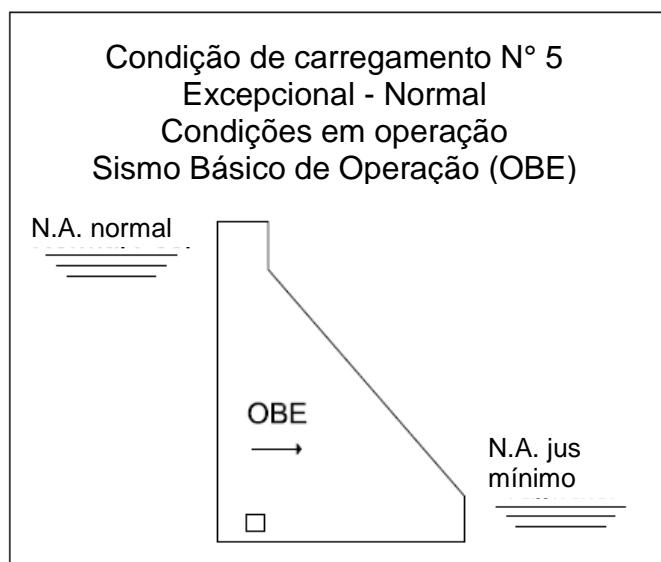 Condição de carregamento N° 5
Excepcional - Normal
Condições em operação
Sismo Básico de Operação (OBE)
N.A. normal
OBE
N.A. jus
mínimo